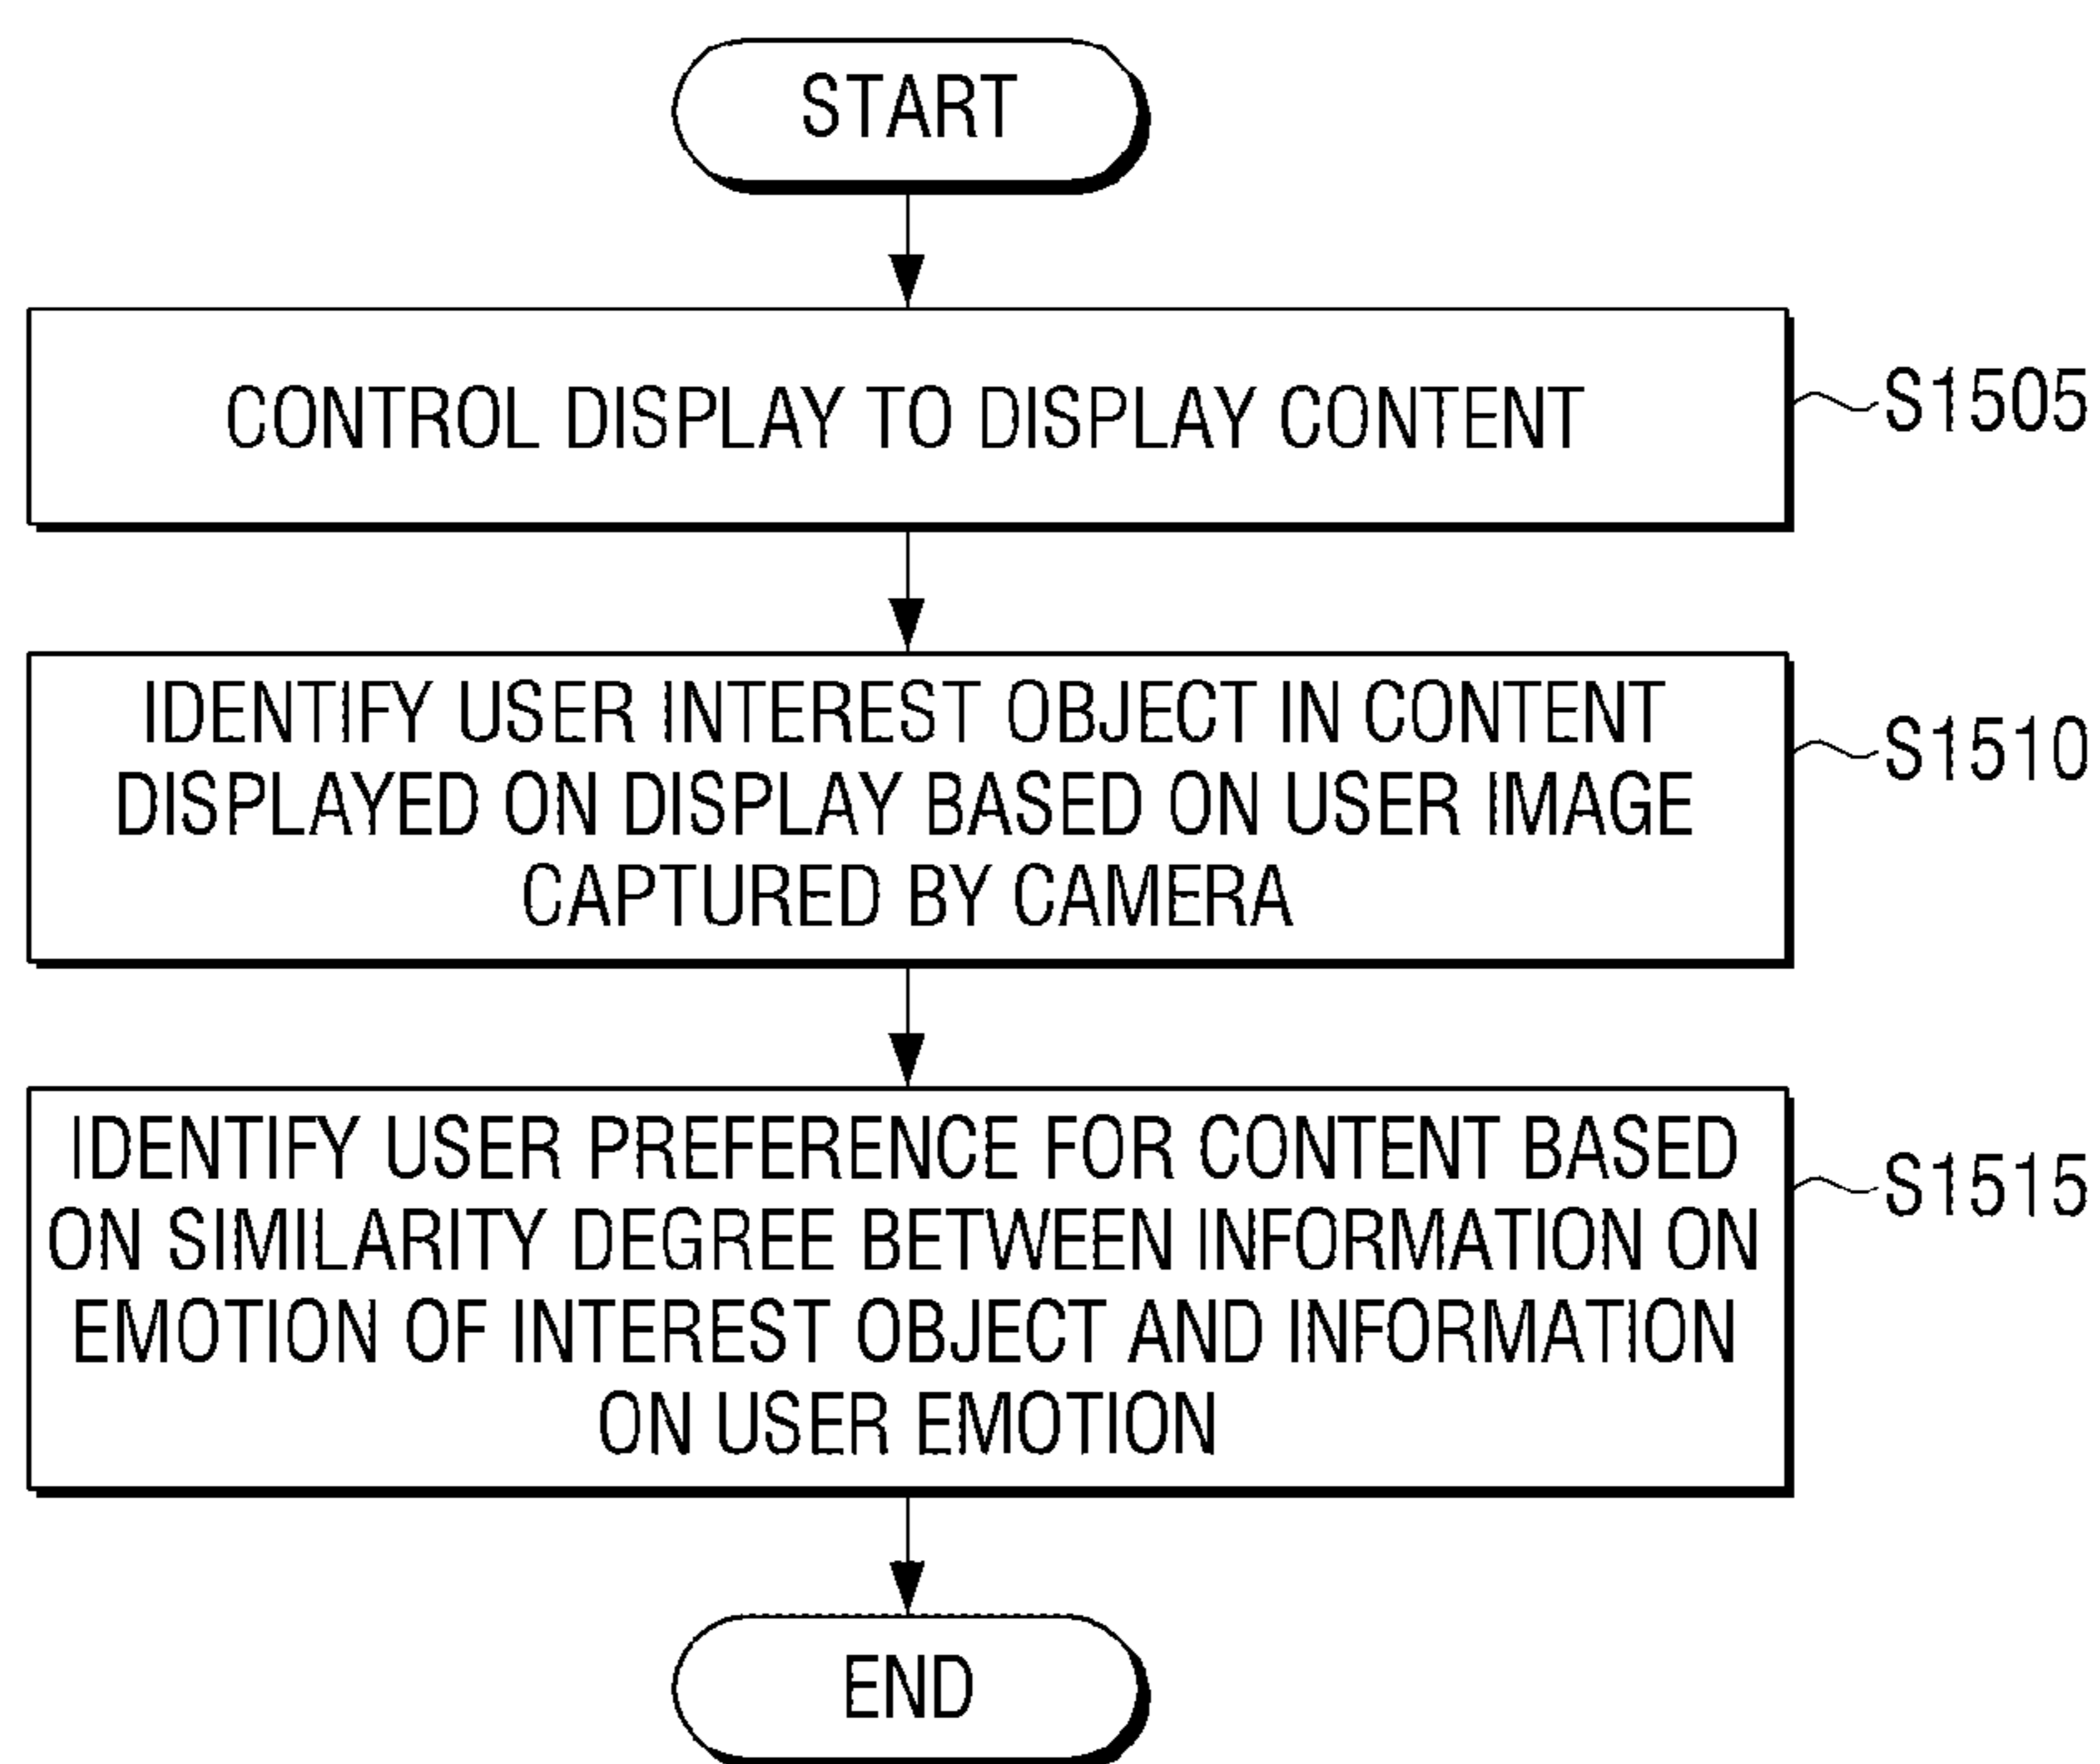 START
CONTROL DISPLAY TO DISPLAY CONTENT
S1505
IDENTIFY USER INTEREST OBJECT IN CONTENT
DISPLAYED ON DISPLAY BASED ON USER IMAGE
CAPTURED BY CAMERA
S1510
IDENTIFY USER PREFERENCE FOR CONTENT BASED
ON SIMILARITY DEGREE BETWEEN INFORMATION ON
EMOTION OF INTEREST OBJECT AND INFORMATION
ON USER EMOTION
S1515
END